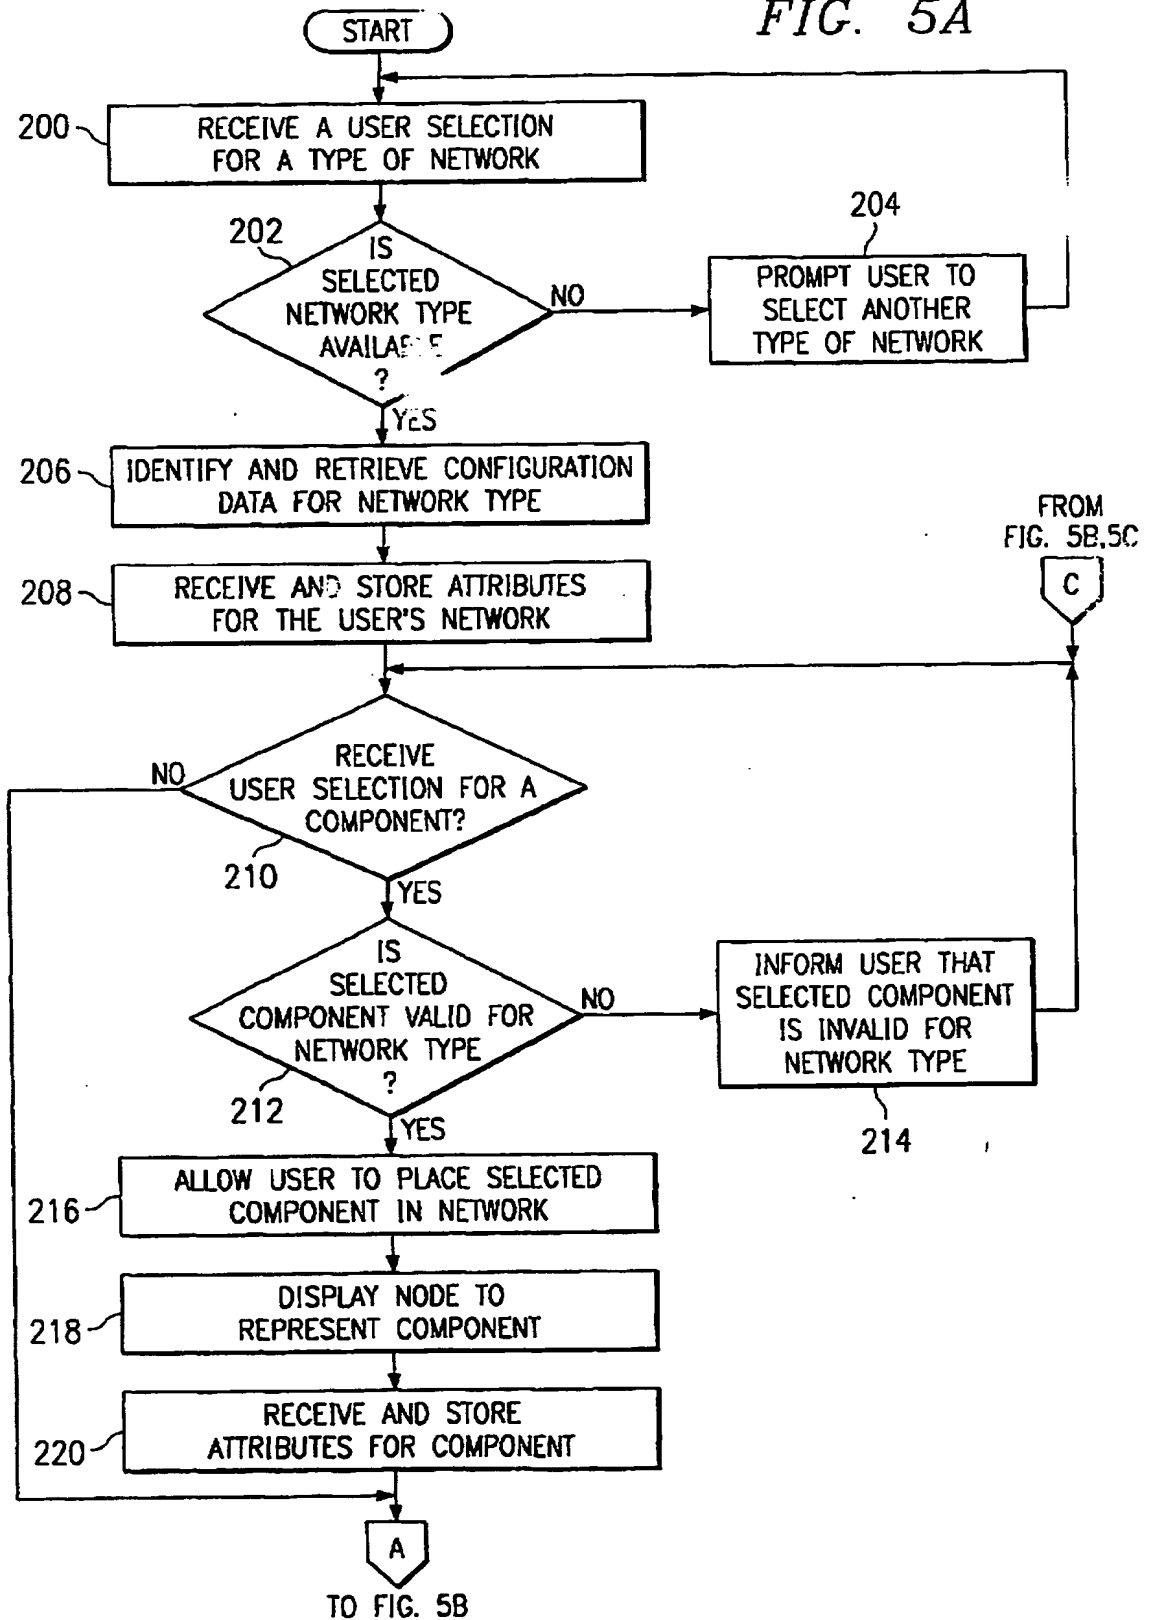 FIG. 5A
START
200
RECEIVE A USER SELECTION
FOR A TYPE OF NETWORK
202
IS
SELECTED
NETWORK TYPE
AVAILABLE
?
NO
204
PROMPT USER TO
SELECT ANOTHER
TYPE OF NETWORK
YES
206
IDENTIFY AND RETRIEVE CONFIGURATION
DATA FOR NETWORK TYPE
208
RECEIVE AND STORE ATTRIBUTES
FOR THE USER'S NETWORK
FROM
FIG. 5B,5C
C
NO
RECEIVE
USER SELECTION FOR A
COMPONENT?
210
YES
IS
SELECTED
COMPONENT VALID FOR
NETWORK TYPE
?
212
NO
INFORM USER THAT
SELECTED COMPONENT
IS INVALID FOR
NETWORK TYPE
214
YES
216
ALLOW USER TO PLACE SELECTED
COMPONENT IN NETWORK
218
DISPLAY NODE TO
REPRESENT COMPONENT
220
RECEIVE AND STORE
ATTRIBUTES FOR COMPONENT
A
TO FIG. 5B